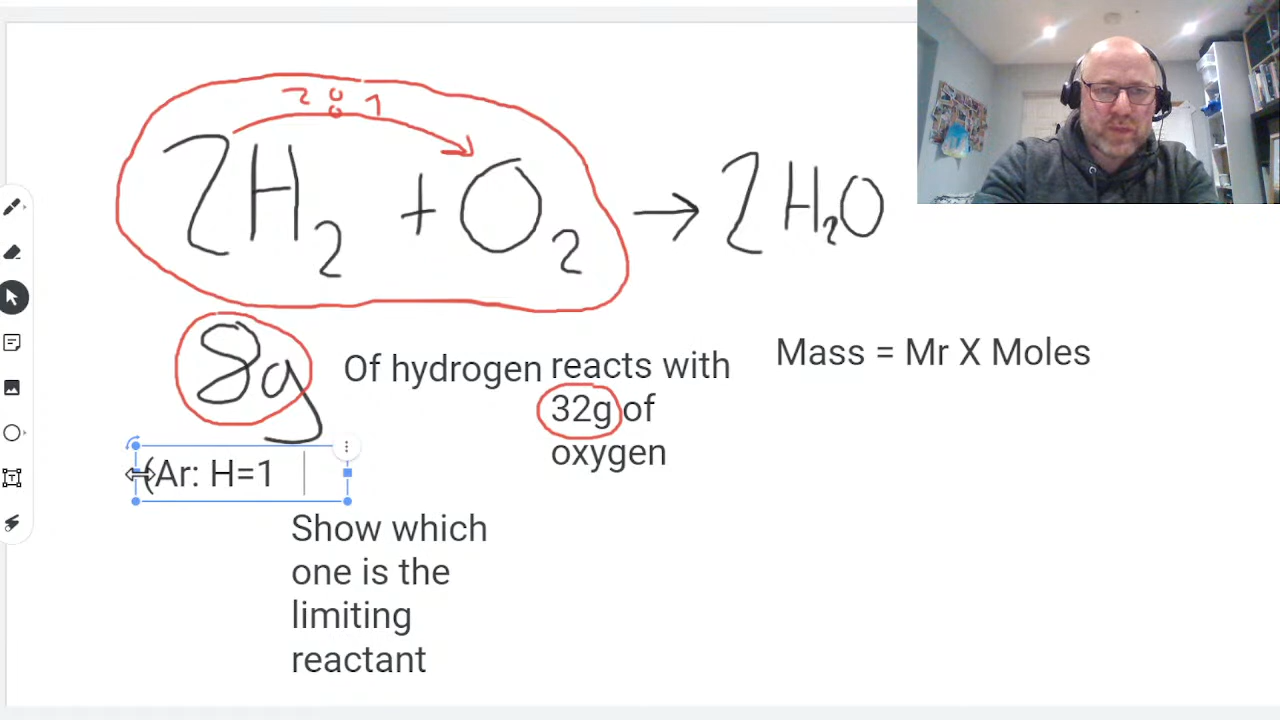 2 : 1
2H₂ + O₂ → 2H₂O
8g Of hydrogen reacts with
32g of
oxygen
Mass = Mr X Moles
(Ar: H=1
Show which
one is the
limiting
reactant